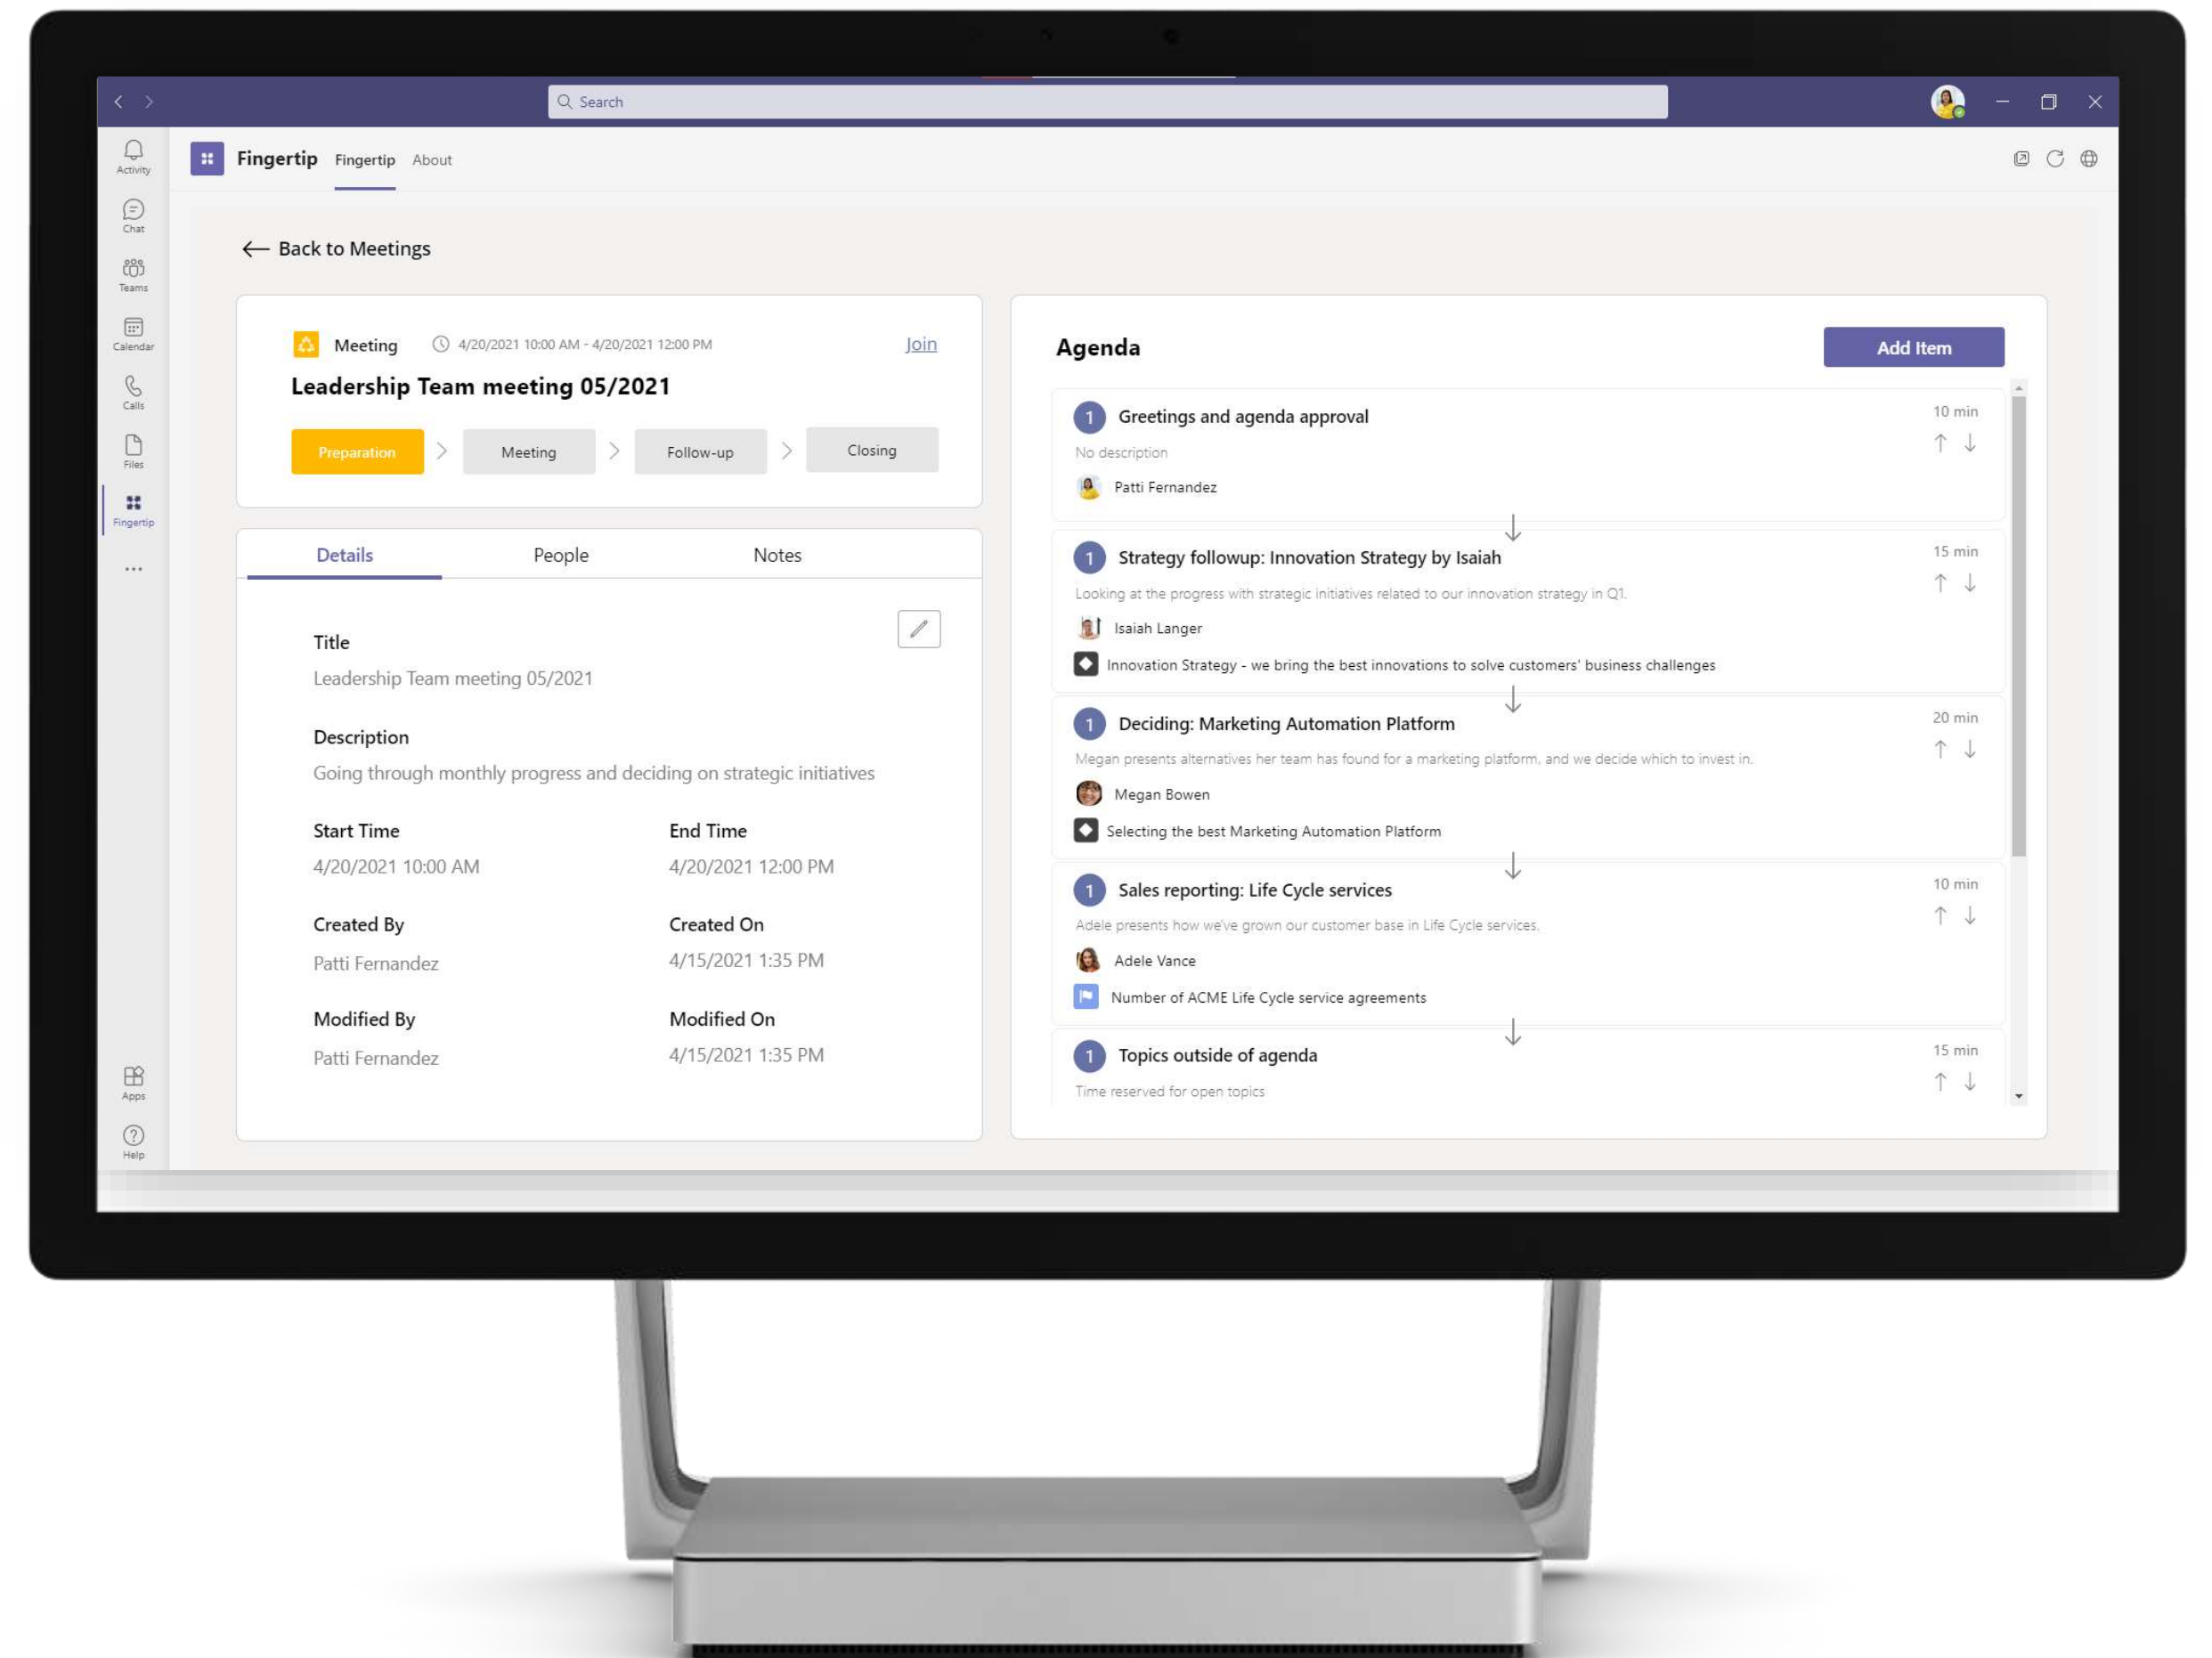 Search
Activity
Chat
Teams
Calendar
Calls
Files
Fingertip
Apps
Help
Fingertip Fingertip About
Back to Meetings
Meeting 4/20/2021 10:00 AM - 4/20/2021 12:00 PM Join
Leadership Team meeting 05/2021
Preparation Meeting Follow-up Closing
Details People Notes
Title
Leadership Team meeting 05/2021
Description
Going through monthly progress and deciding on strategic initiatives
Start Time End Time
4/20/2021 10:00 AM 4/20/2021 12:00 PM
Created By Created On
Patti Fernandez 4/15/2021 1:35 PM
Modified By Modified On
Patti Fernandez 4/15/2021 1:35 PM
Agenda Add Item
1 Greetings and agenda approval 10 min
No description
Patti Fernandez
1 Strategy followup: Innovation Strategy by Isaiah 15 min
Looking at the progress with strategic initiatives related to our innovation strategy in Q1.
Isaiah Langer
Innovation Strategy - we bring the best innovations to solve customers' business challenges
1 Deciding: Marketing Automation Platform 20 min
Megan presents alternatives her team has found for a marketing platform, and we decide which to invest in.
Megan Bowen
Selecting the best Marketing Automation Platform
1 Sales reporting: Life Cycle services 10 min
Adele presents how we've grown our customer base in Life Cycle services.
Adele Vance
Number of ACME Life Cycle service agreements
1 Topics outside of agenda 15 min
Time reserved for open topics